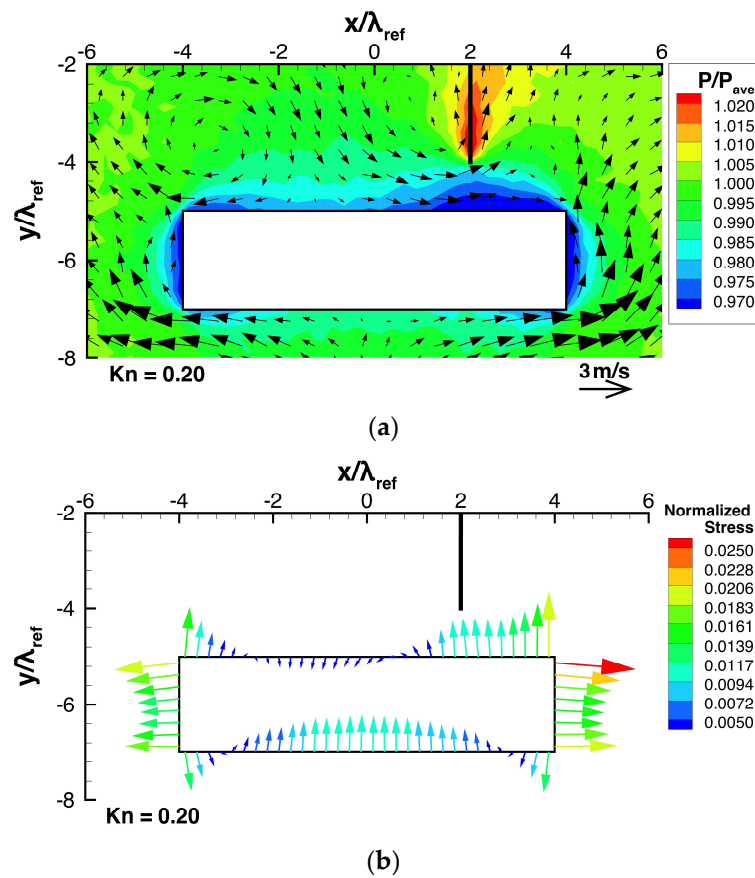 x/λref
-6 -4 -2 0 2 4 6
-2
-4
-6
-8
y/λref
P/Pave
1.020
1.015
1.010
1.005
1.000
0.995
0.990
0.985
0.980
0.975
0.970
Kn = 0.20
3 m/s
(a)
x/λref
-6 -4 -2 0 2 4 6
-2
-4
-6
-8
y/λref
Normalized
Stress
0.0250
0.0228
0.0206
0.0183
0.0161
0.0139
0.0117
0.0094
0.0072
0.0050
Kn = 0.20
(b)